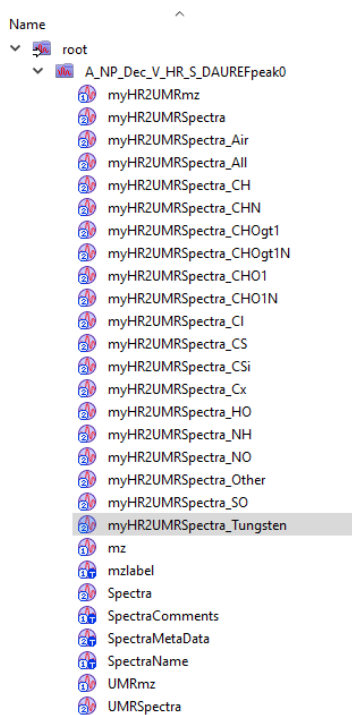 Name
root
A_NP_Dec_V_HR_S_DAUREFpeak0
myHR2UMRmz
myHR2UMRSpectra
myHR2UMRSpectra_Air
myHR2UMRSpectra_All
myHR2UMRSpectra_CH
myHR2UMRSpectra_CHN
myHR2UMRSpectra_CHOgt1
myHR2UMRSpectra_CHOgt1N
myHR2UMRSpectra_CHO1
myHR2UMRSpectra_CHO1N
myHR2UMRSpectra_Cl
myHR2UMRSpectra_CS
myHR2UMRSpectra_CSi
myHR2UMRSpectra_Cx
myHR2UMRSpectra_HO
myHR2UMRSpectra_NH
myHR2UMRSpectra_NO
myHR2UMRSpectra_Other
myHR2UMRSpectra_SO
myHR2UMRSpectra_Tungsten
mz
mzlabel
Spectra
SpectraComments
SpectraMetaData
SpectraName
UMRmz
UMRSpectra